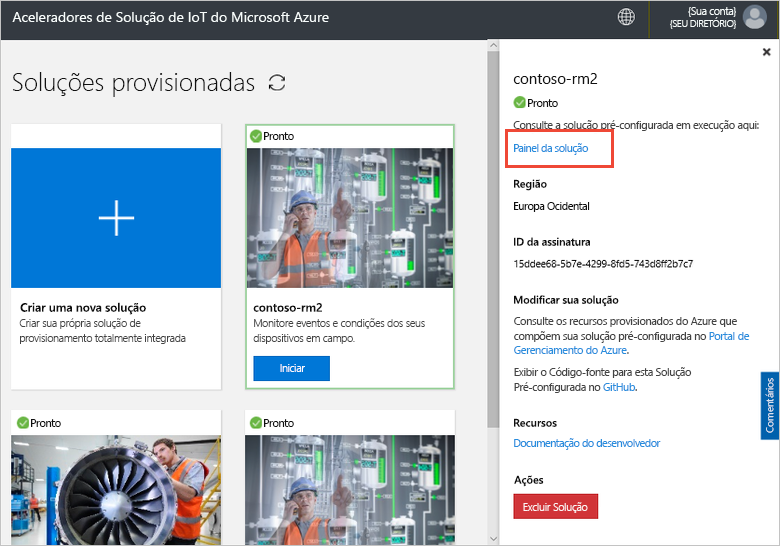 Aceleradores de Solução de IoT do Microsoft Azure
{Sua conta}
{SEU DIRETÓRIO}
Soluções provisionadas
Criar uma nova solução
Criar sua própria solução de
provisionamento totalmente integrada
Pronto
contoso-rm2
Monitore eventos e condições dos seus
dispositivos em campo.
Iniciar
Pronto
Pronto
contoso-rm2
Pronto
Consulte a solução pré-configurada em execução aqui:
Painel da solução
Região
Europa Ocidental
ID da assinatura
15ddee68-5b7e-4299-8fd5-743d8ff2b7c7
Modificar sua solução
Consulte os recursos provisionados do Azure que
compõem sua solução pré-configurada no Portal de
Gerenciamento do Azure.
Exibir o Código-fonte para esta Solução
Pré-configurada no GitHub.
Recursos
Documentação do desenvolvedor
Ações
Excluir Solução
Comentários